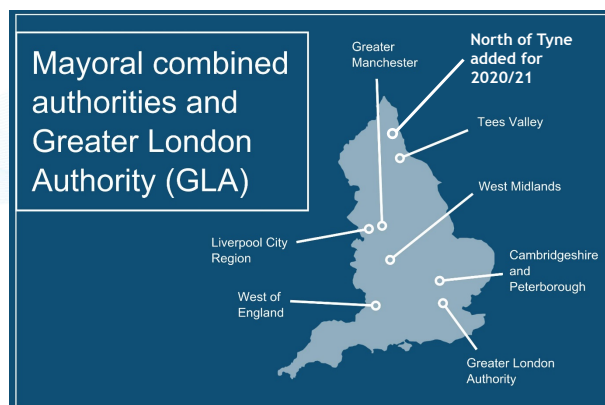 Mayoral combined
authorities and
Greater London
Authority (GLA)
Greater
Manchester
North of Tyne
added for
2020/21
Tees Valley
West Midlands
Liverpool City
Region
Cambridgeshire
and
Peterborough
West of
England
Greater London
Authority